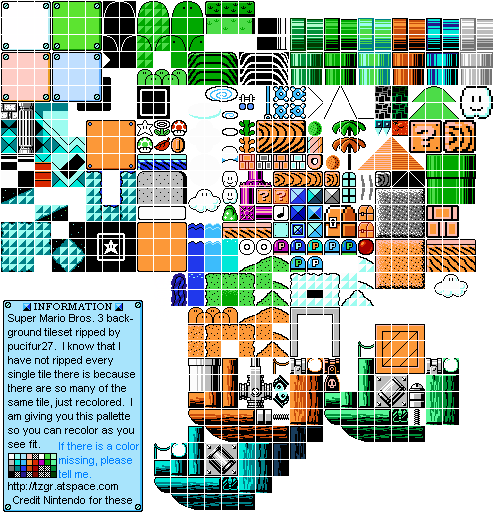 INFORMATION
Super Mario Bros. 3 back-
ground tileset ripped by
pucifur27.  I know that I
have not ripped every
single tile there is because
there are so many of the
same tile, just recolored.  I
am giving you this pallette
so you can recolor as you
see fit.
If there is a color
missing, please
tell me.
http://tzgr.atspace.com
Credit Nintendo for these